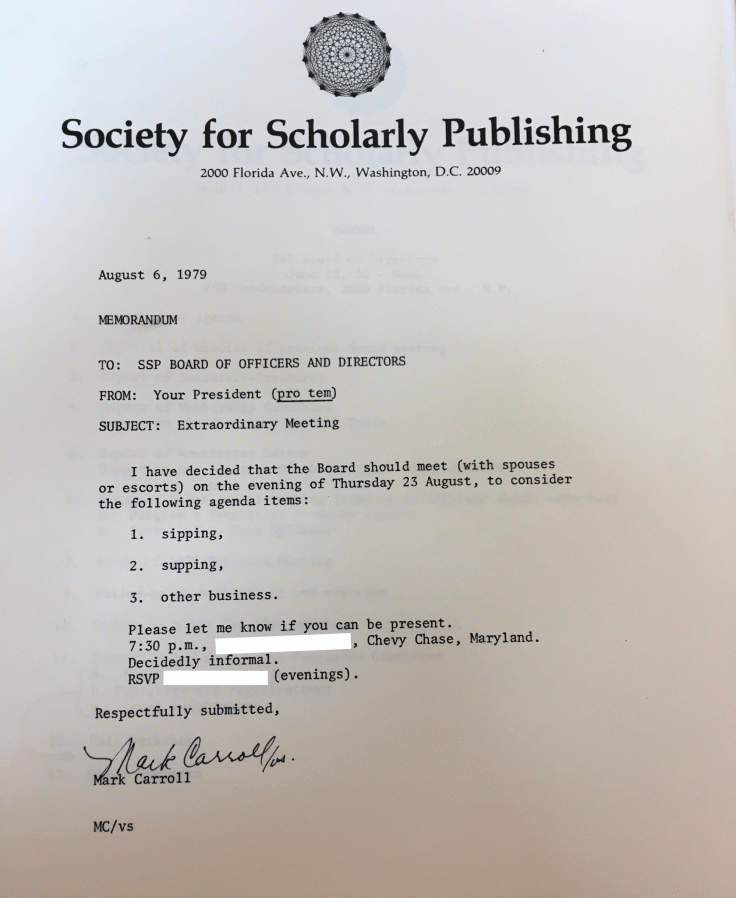 Society for Scholarly Publishing
2000 Florida Ave., N.W., Washington, D.C. 20009
August 6, 1979
MEMORANDUM
TO: SSP BOARD OF OFFICERS AND DIRECTORS
FROM: Your President (pro tem)
SUBJECT: Extraordinary Meeting
I have decided that the Board should meet (with spouses
or escorts) on the evening of Thursday 23 August, to consider
the following agenda items:
1. sipping,
2. supping,
3. other business.
Please let me know if you can be present.
7:30 p.m., , Chevy Chase, Maryland.
Decidedly informal.
RSVP (evenings).
Respectfully submitted,
Mark Carroll/vs.
Mark Carroll
MC/vs